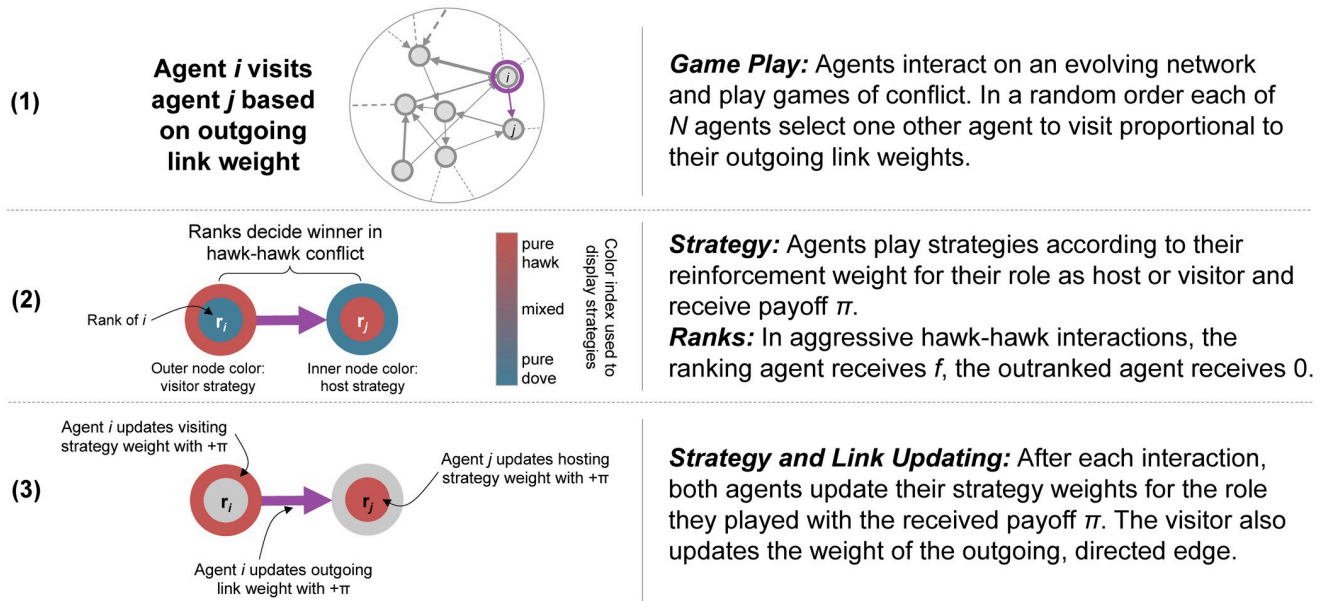 (1)
Agent i visits
agent j based
on outgoing
link weight
i
j
Game Play: Agents interact on an evolving network
and play games of conflict. In a random order each of
N agents select one other agent to visit proportional to
their outgoing link weights.
(2)
Ranks decide winner in
hawk-hawk conflict
Rank of i
ri
rj
Outer node color:
visitor strategy
Inner node color:
host strategy
pure
hawk
mixed
pure
dove
Color index used to
display strategies
Strategy: Agents play strategies according to their
reinforcement weight for their role as host or visitor and
receive payoff π.
Ranks: In aggressive hawk-hawk interactions, the
ranking agent receives f, the outranked agent receives 0.
(3)
Agent i updates visiting
strategy weight with +π
ri
rj
Agent j updates hosting
strategy weight with +π
Agent i updates outgoing
link weight with +π
Strategy and Link Updating: After each interaction,
both agents update their strategy weights for the role
they played with the received payoff π. The visitor also
updates the weight of the outgoing, directed edge.